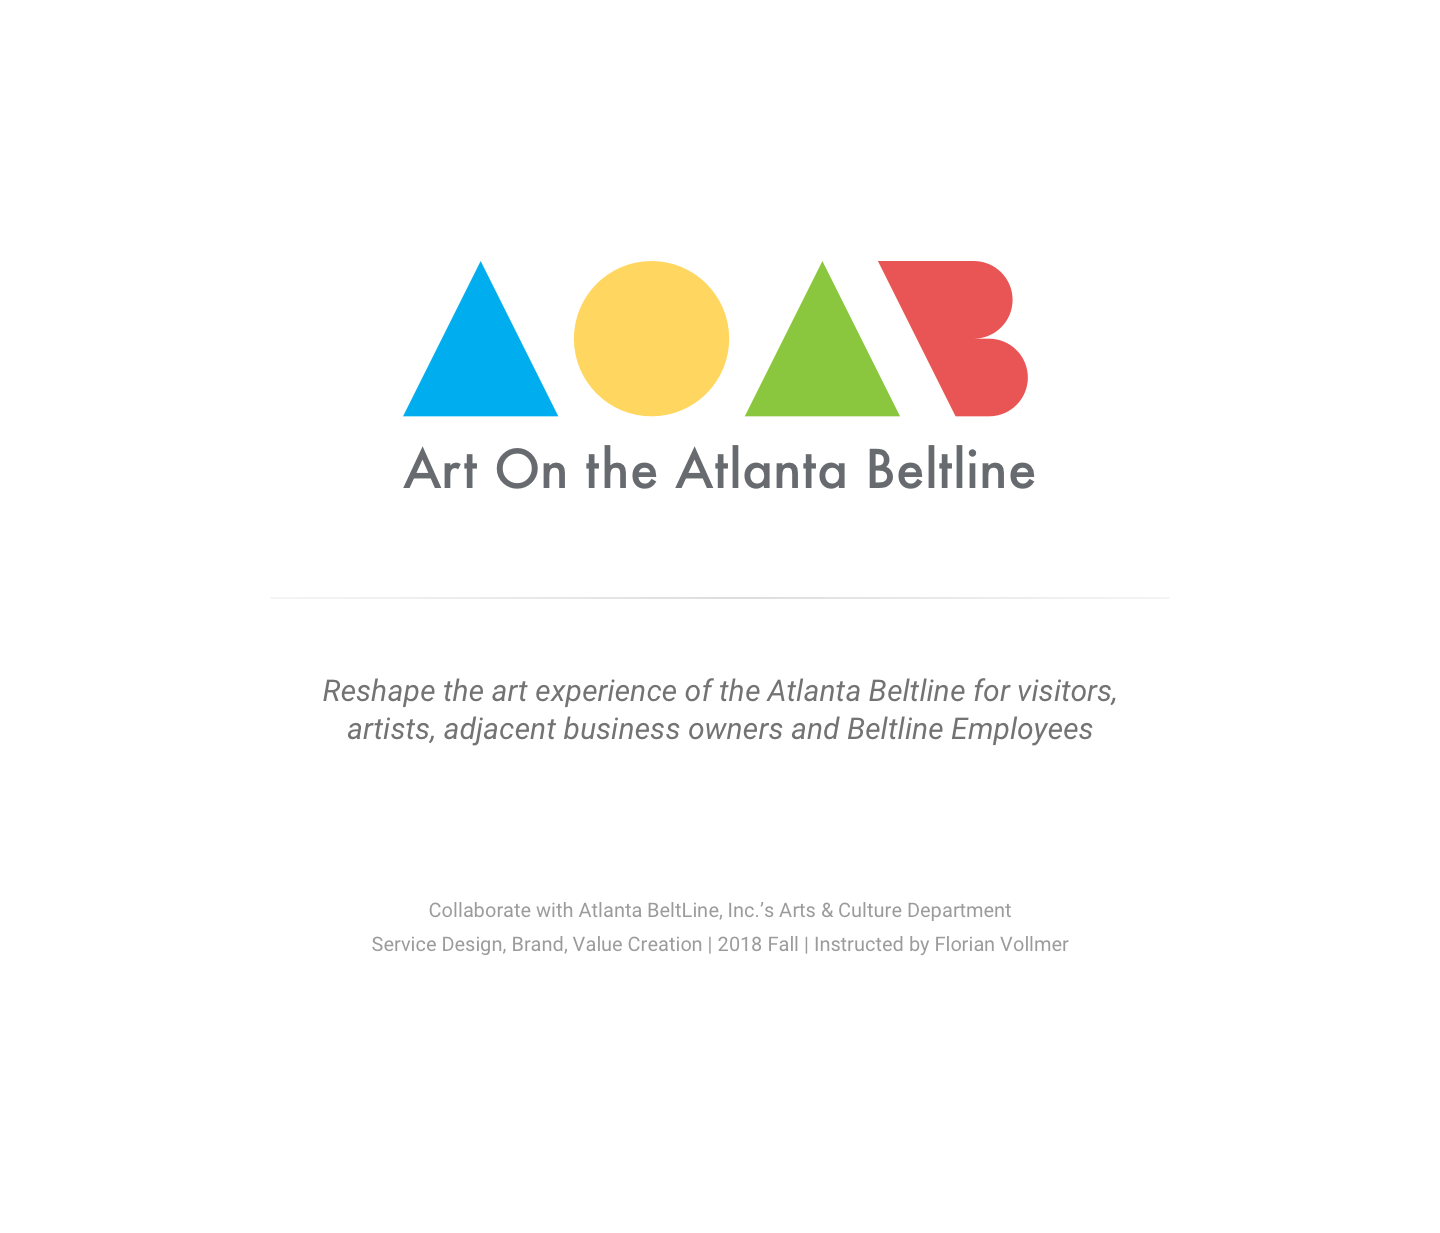 AOAB
Art On the Atlanta Beltline
Reshape the art experience of the Atlanta Beltline for visitors,
artists, adjacent business owners and Beltline Employees
Collaborate with Atlanta BeltLine, Inc.’s Arts & Culture Department
Service Design, Brand, Value Creation | 2018 Fall | Instructed by Florian Vollmer